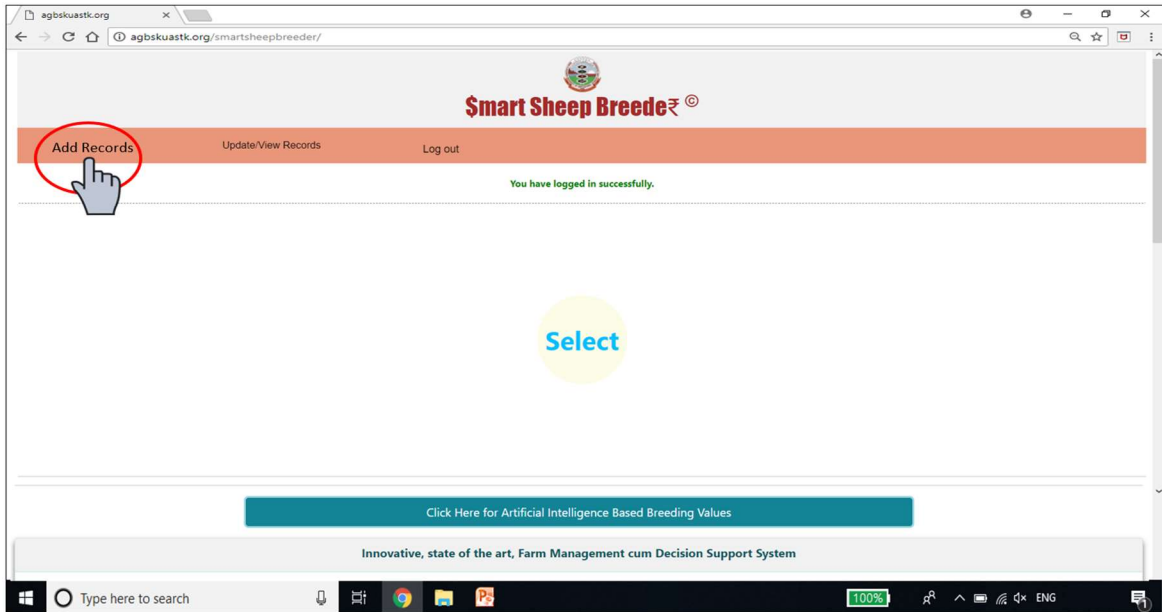 agbskuastk.org
agbskuastk.org/smartsheepbreeder/
$mart Sheep Breede₹ ©
Add Records Update/View Records Log out
You have logged in successfully.
Select
Click Here for Artificial Intelligence Based Breeding Values
Innovative, state of the art, Farm Management cum Decision Support System
Type here to search 100% ENG